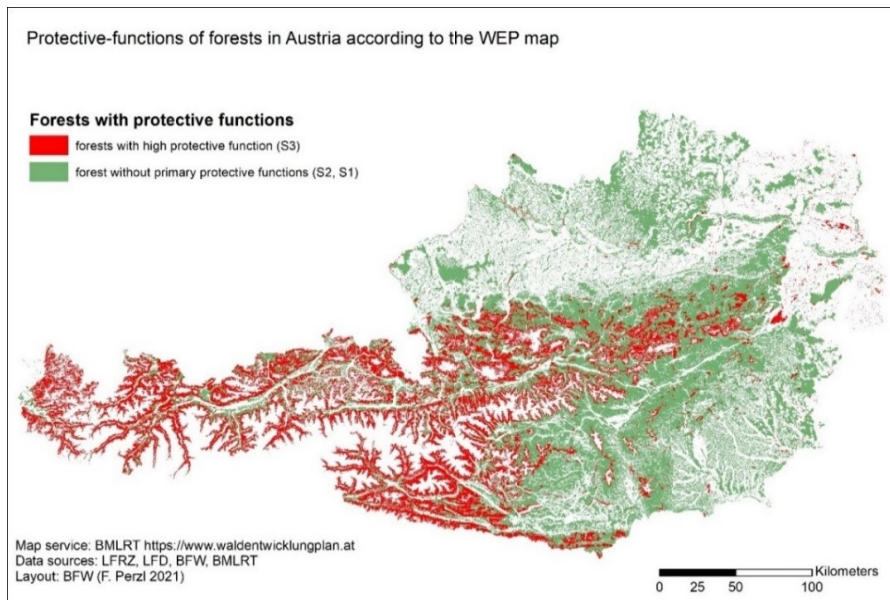 Protective-functions of forests in Austria according to the WEP map
Forests with protective functions
forests with high protective function (S3)
forest without primary protective functions (S2, S1)
Map service: BMLRT https://www.waldentwicklungplan.at
Data sources: LFRZ, LFD, BFW, BMLRT
Layout: BFW (F. Perzl 2021)
Kilometers
0 25 50 100